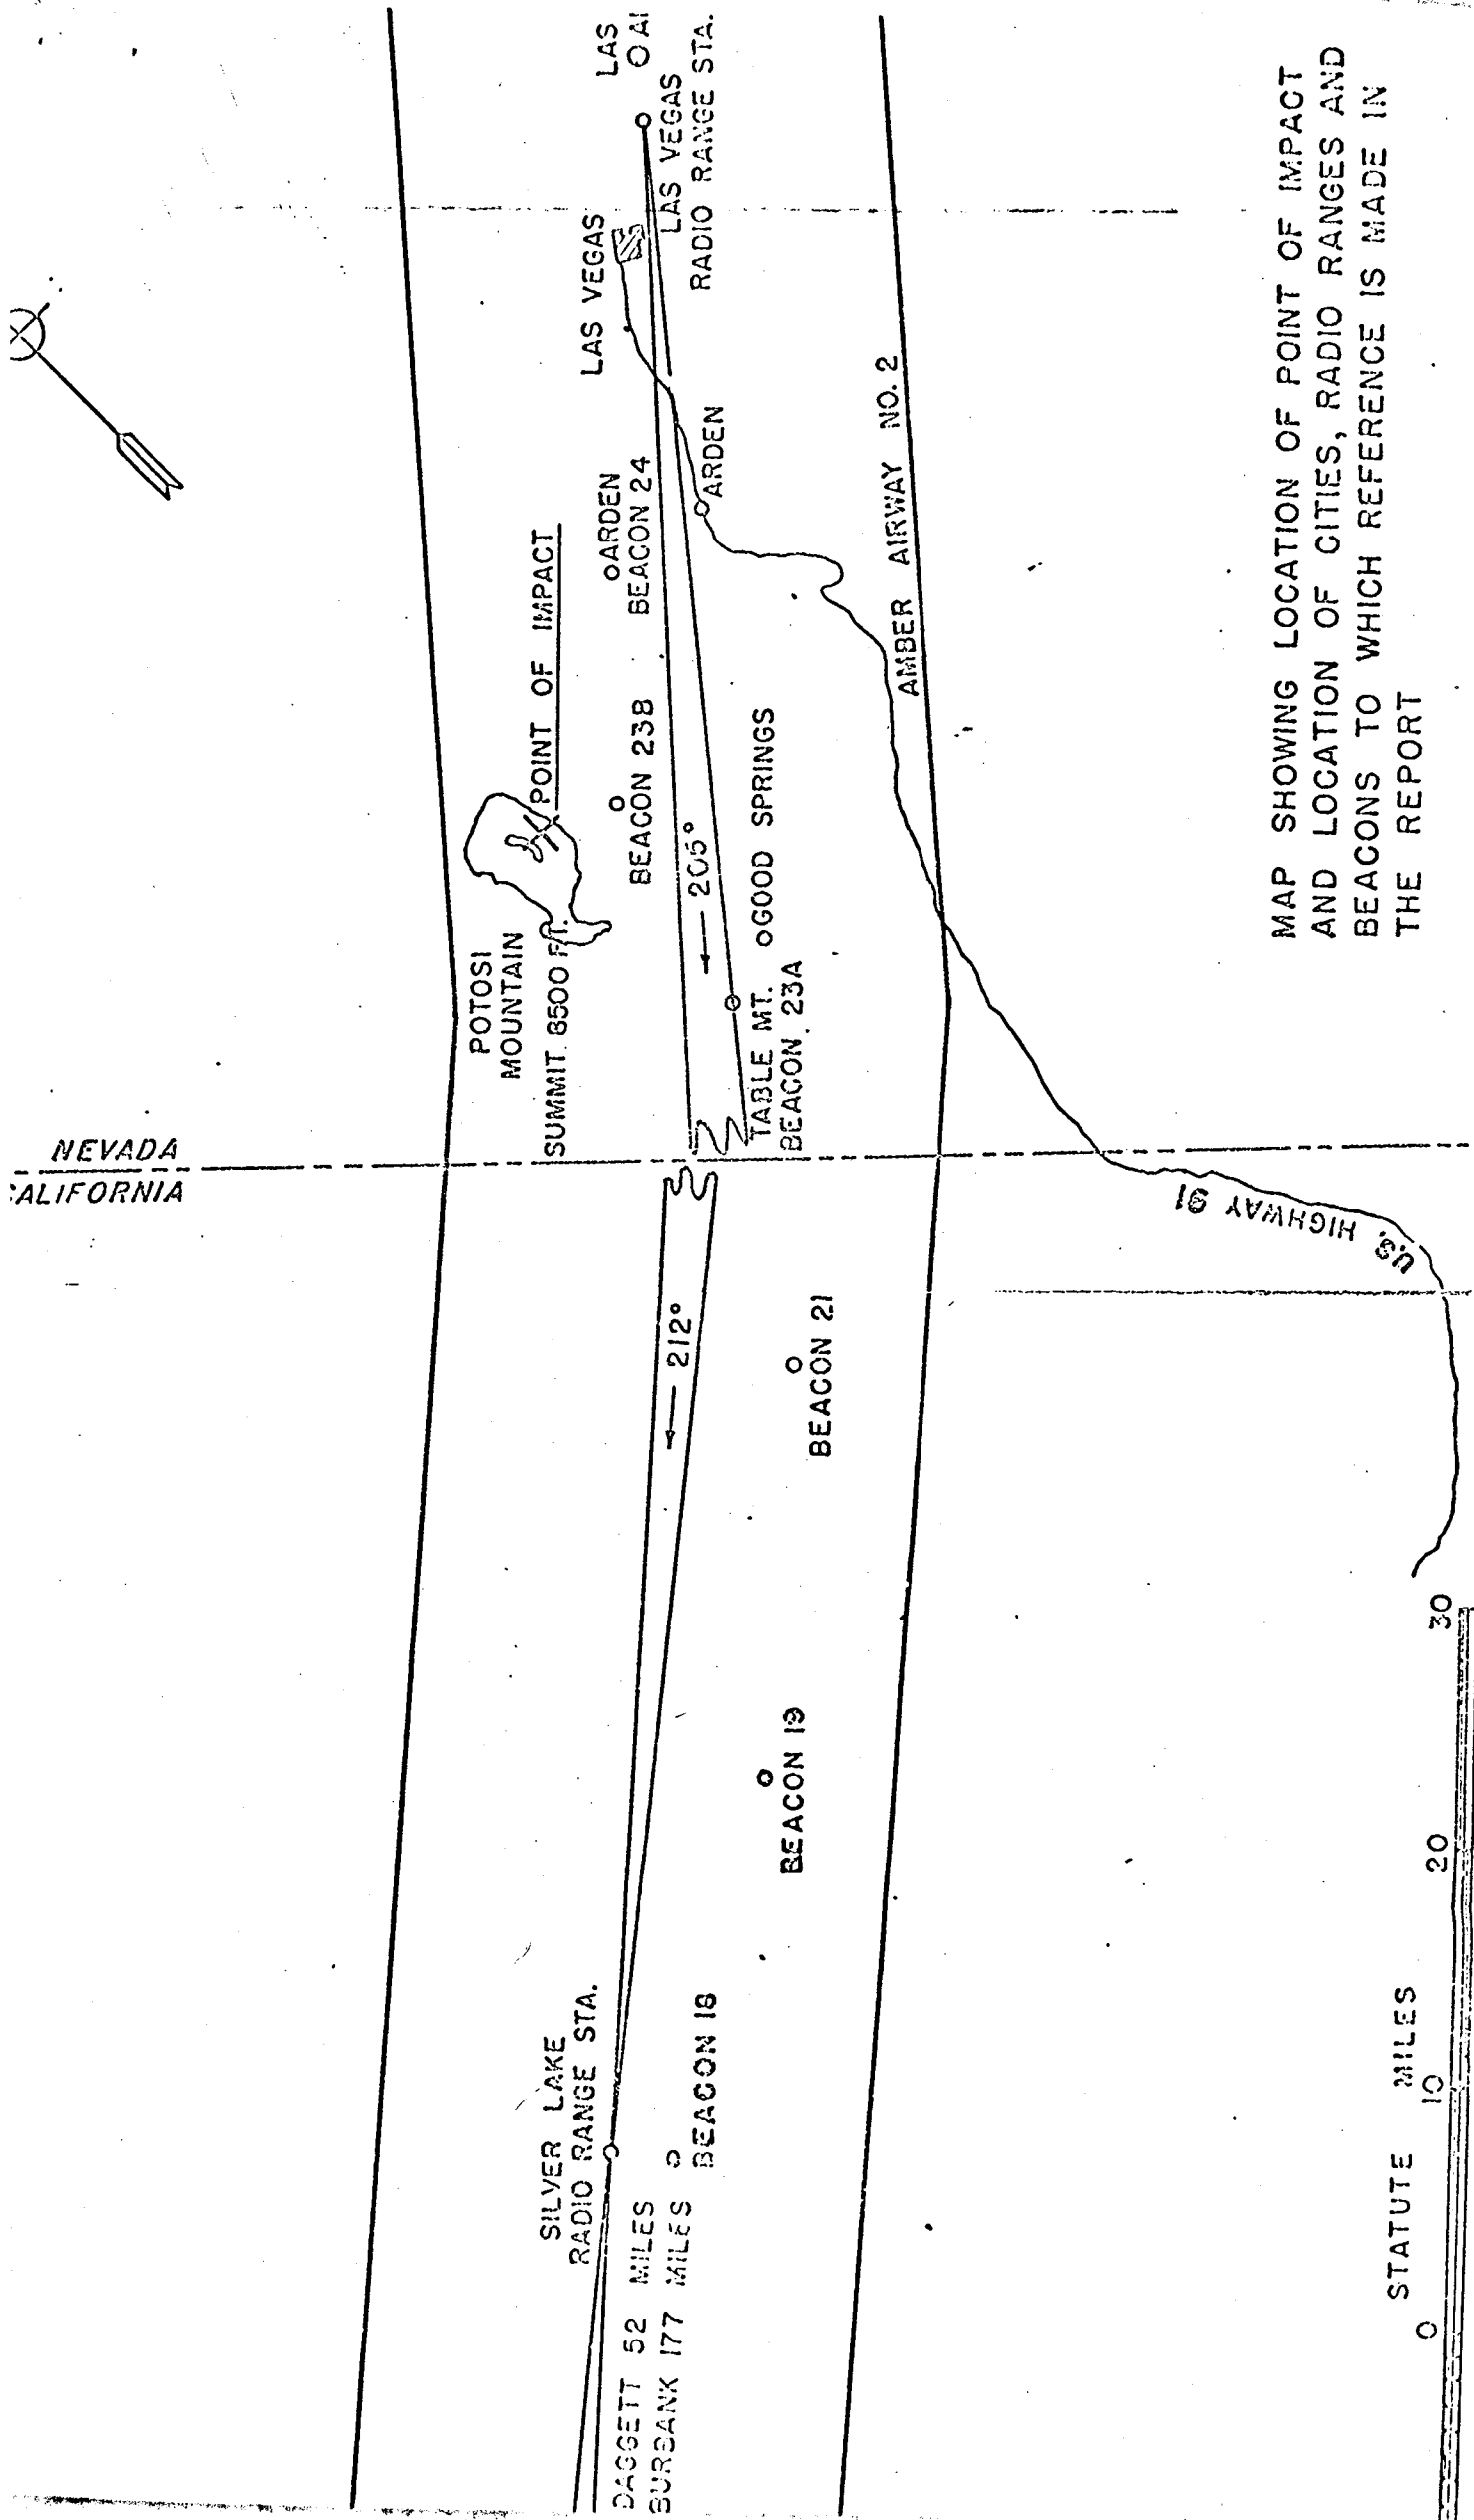 NEVADA
CALIFORNIA
POTOSI
MOUNTAIN
SUMMIT 8500 FT.
POINT OF IMPACT
LAS VEGAS
LAS
LAS VEGAS
RADIO RANGE STA.
ARDEN
BEACON 24
BEACON 23B
ARDEN
205°
GOOD SPRINGS
TABLE MT.
BEACON 23A
AMBER AIRWAY NO. 2
SILVER LAKE
RADIO RANGE STA.
212°
BEACON 21
BEACON 19
BEACON 18
DAGGETT 52 MILES
BURBANK 177 MILES
U.S. HIGHWAY 91
MAP SHOWING LOCATION OF POINT OF IMPACT
AND LOCATION OF CITIES, RADIO RANGES AND
BEACONS TO WHICH REFERENCE IS MADE IN
THE REPORT
STATUTE MILES
0 10 20 30